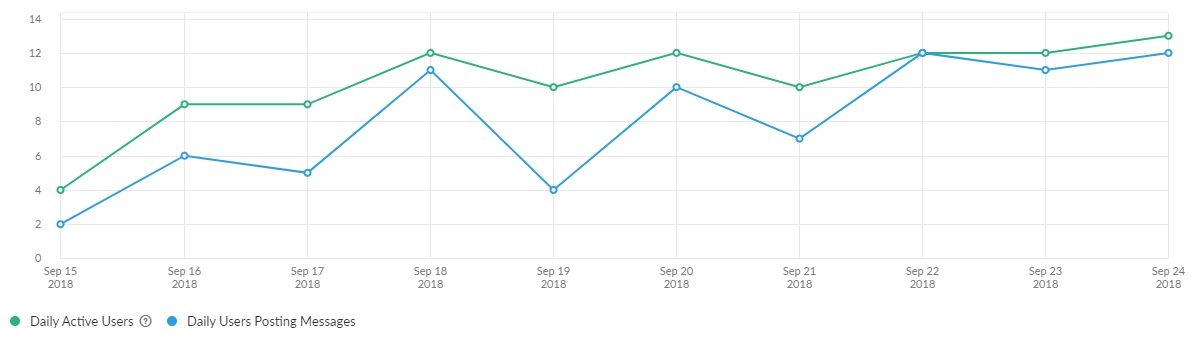 14
12
10
8
6
4
2
0
Sep 15 Sep 16 Sep 17 Sep 18 Sep 19 Sep 20 Sep 21 Sep 22 Sep 23 Sep 24
2018 2018 2018 2018 2018 2018 2018 2018 2018 2018
Daily Active Users ? Daily Users Posting Messages